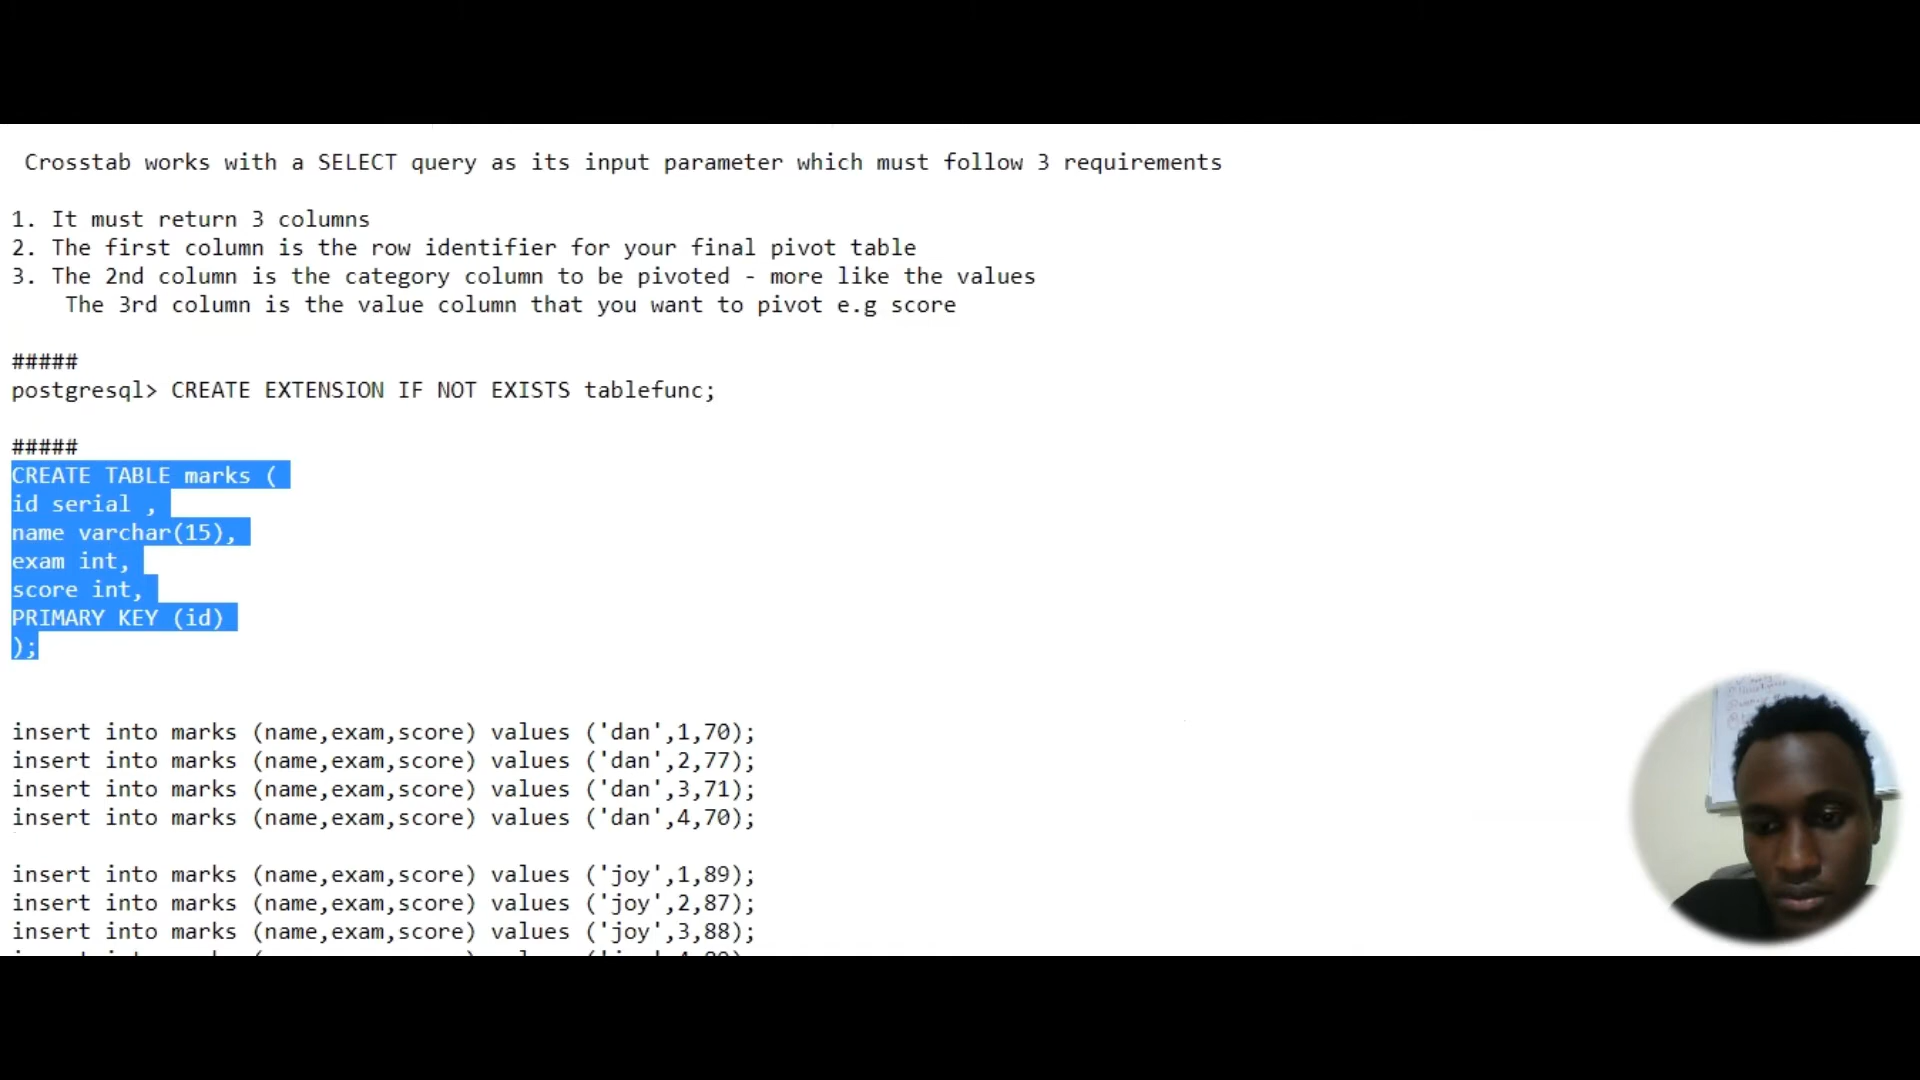 Crosstab works with a SELECT query as its input parameter which must follow 3 requirements
1. It must return 3 columns
2. The first column is the row identifier for your final pivot table
3. The 2nd column is the category column to be pivoted - more like the values
The 3rd column is the value column that you want to pivot e.g score
#####
postgresql> CREATE EXTENSION IF NOT EXISTS tablefunc;
#####
CREATE TABLE marks (
id serial ,
name varchar(15),
exam int,
score int,
PRIMARY KEY (id)
);
insert into marks (name,exam,score) values ('dan',1,70);
insert into marks (name,exam,score) values ('dan',2,77);
insert into marks (name,exam,score) values ('dan',3,71);
insert into marks (name,exam,score) values ('dan',4,70);
insert into marks (name,exam,score) values ('joy',1,89);
insert into marks (name,exam,score) values ('joy',2,87);
insert into marks (name,exam,score) values ('joy',3,88);